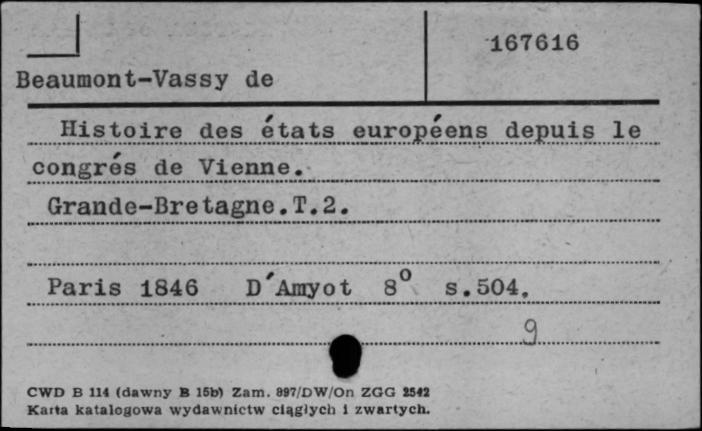 167616
Beaumont-Vassy de
Histoire des états européens depuis le
congrés de Vienne.
Grande-Bretagne.T.2.
Paris 1846 D'Amyot 8° s.504.
9
CWD B 114 (dawny B 15b) Zam. 897/DW/On ZGG 2542
Karta katalogowa wydawnictw ciągłych i zwartych.